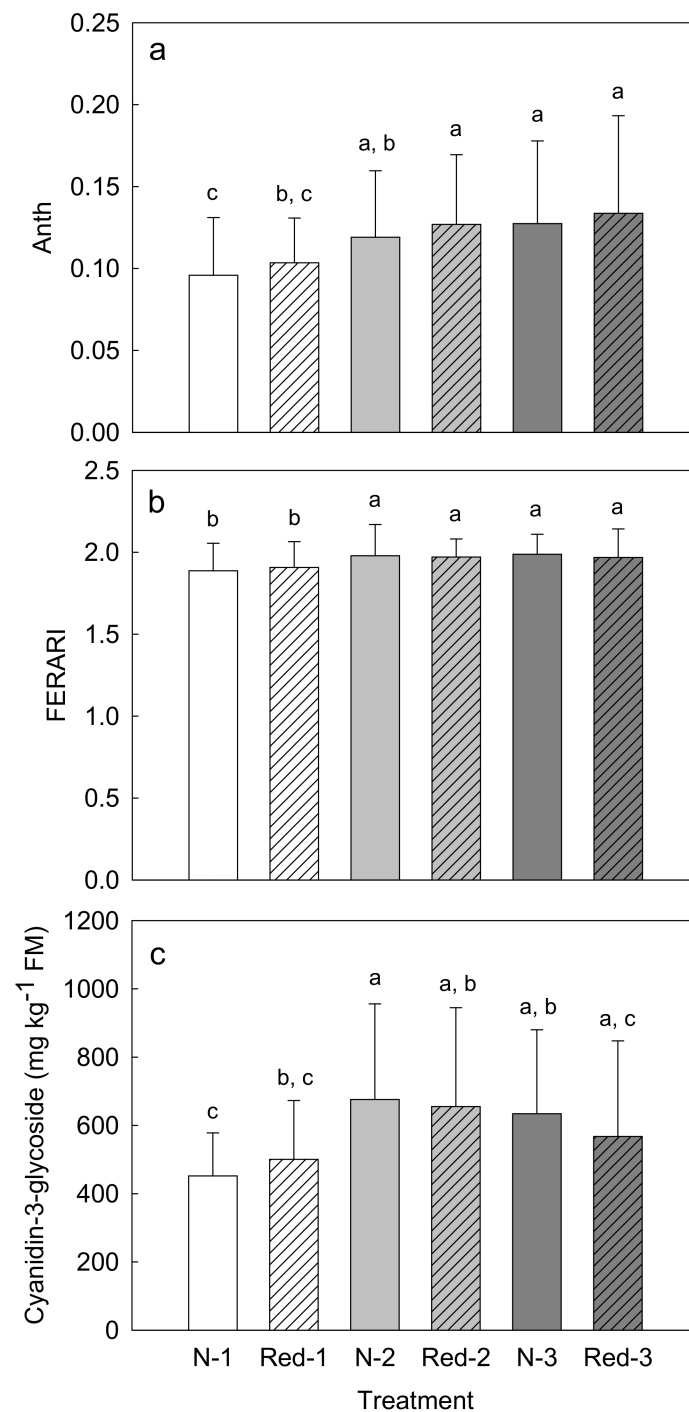 0.25
a
0.20
a
a
a
a, b
0.15
b, c
c
Anth
0.10
0.05
0.00
2.5
b
b
b
a
a
a
a
2.0
1.5
FERARI
1.0
0.5
0.0
1200
c
1000
a
a, b
a, b
a, c
800
b, c
c
600
Cyanidin-3-glycoside (mg kg⁻¹ FM)
400
200
0
N-1 Red-1 N-2 Red-2 N-3 Red-3
Treatment